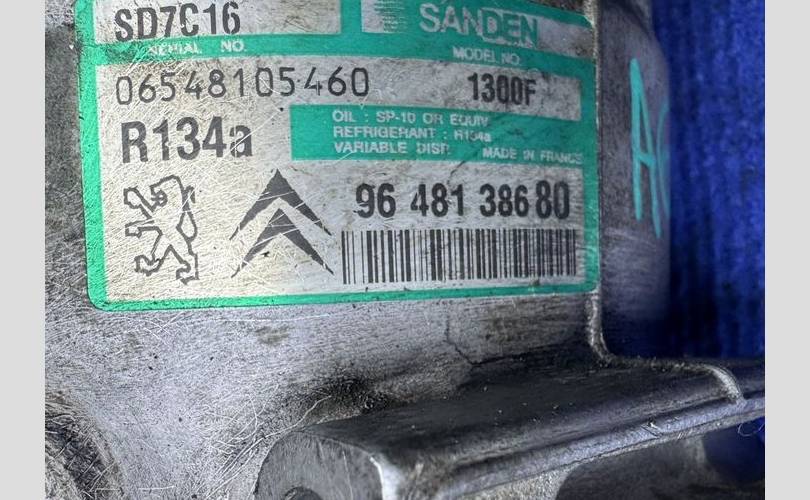 SD7C16 SANDEN
SERIAL NO. MODEL NO.
06548105460 1300F
R134a
OIL : SP-10 OR EQUIV
REFRIGERANT : R134a
VARIABLE DISP. MADE IN FRANCE
96 481 386 80